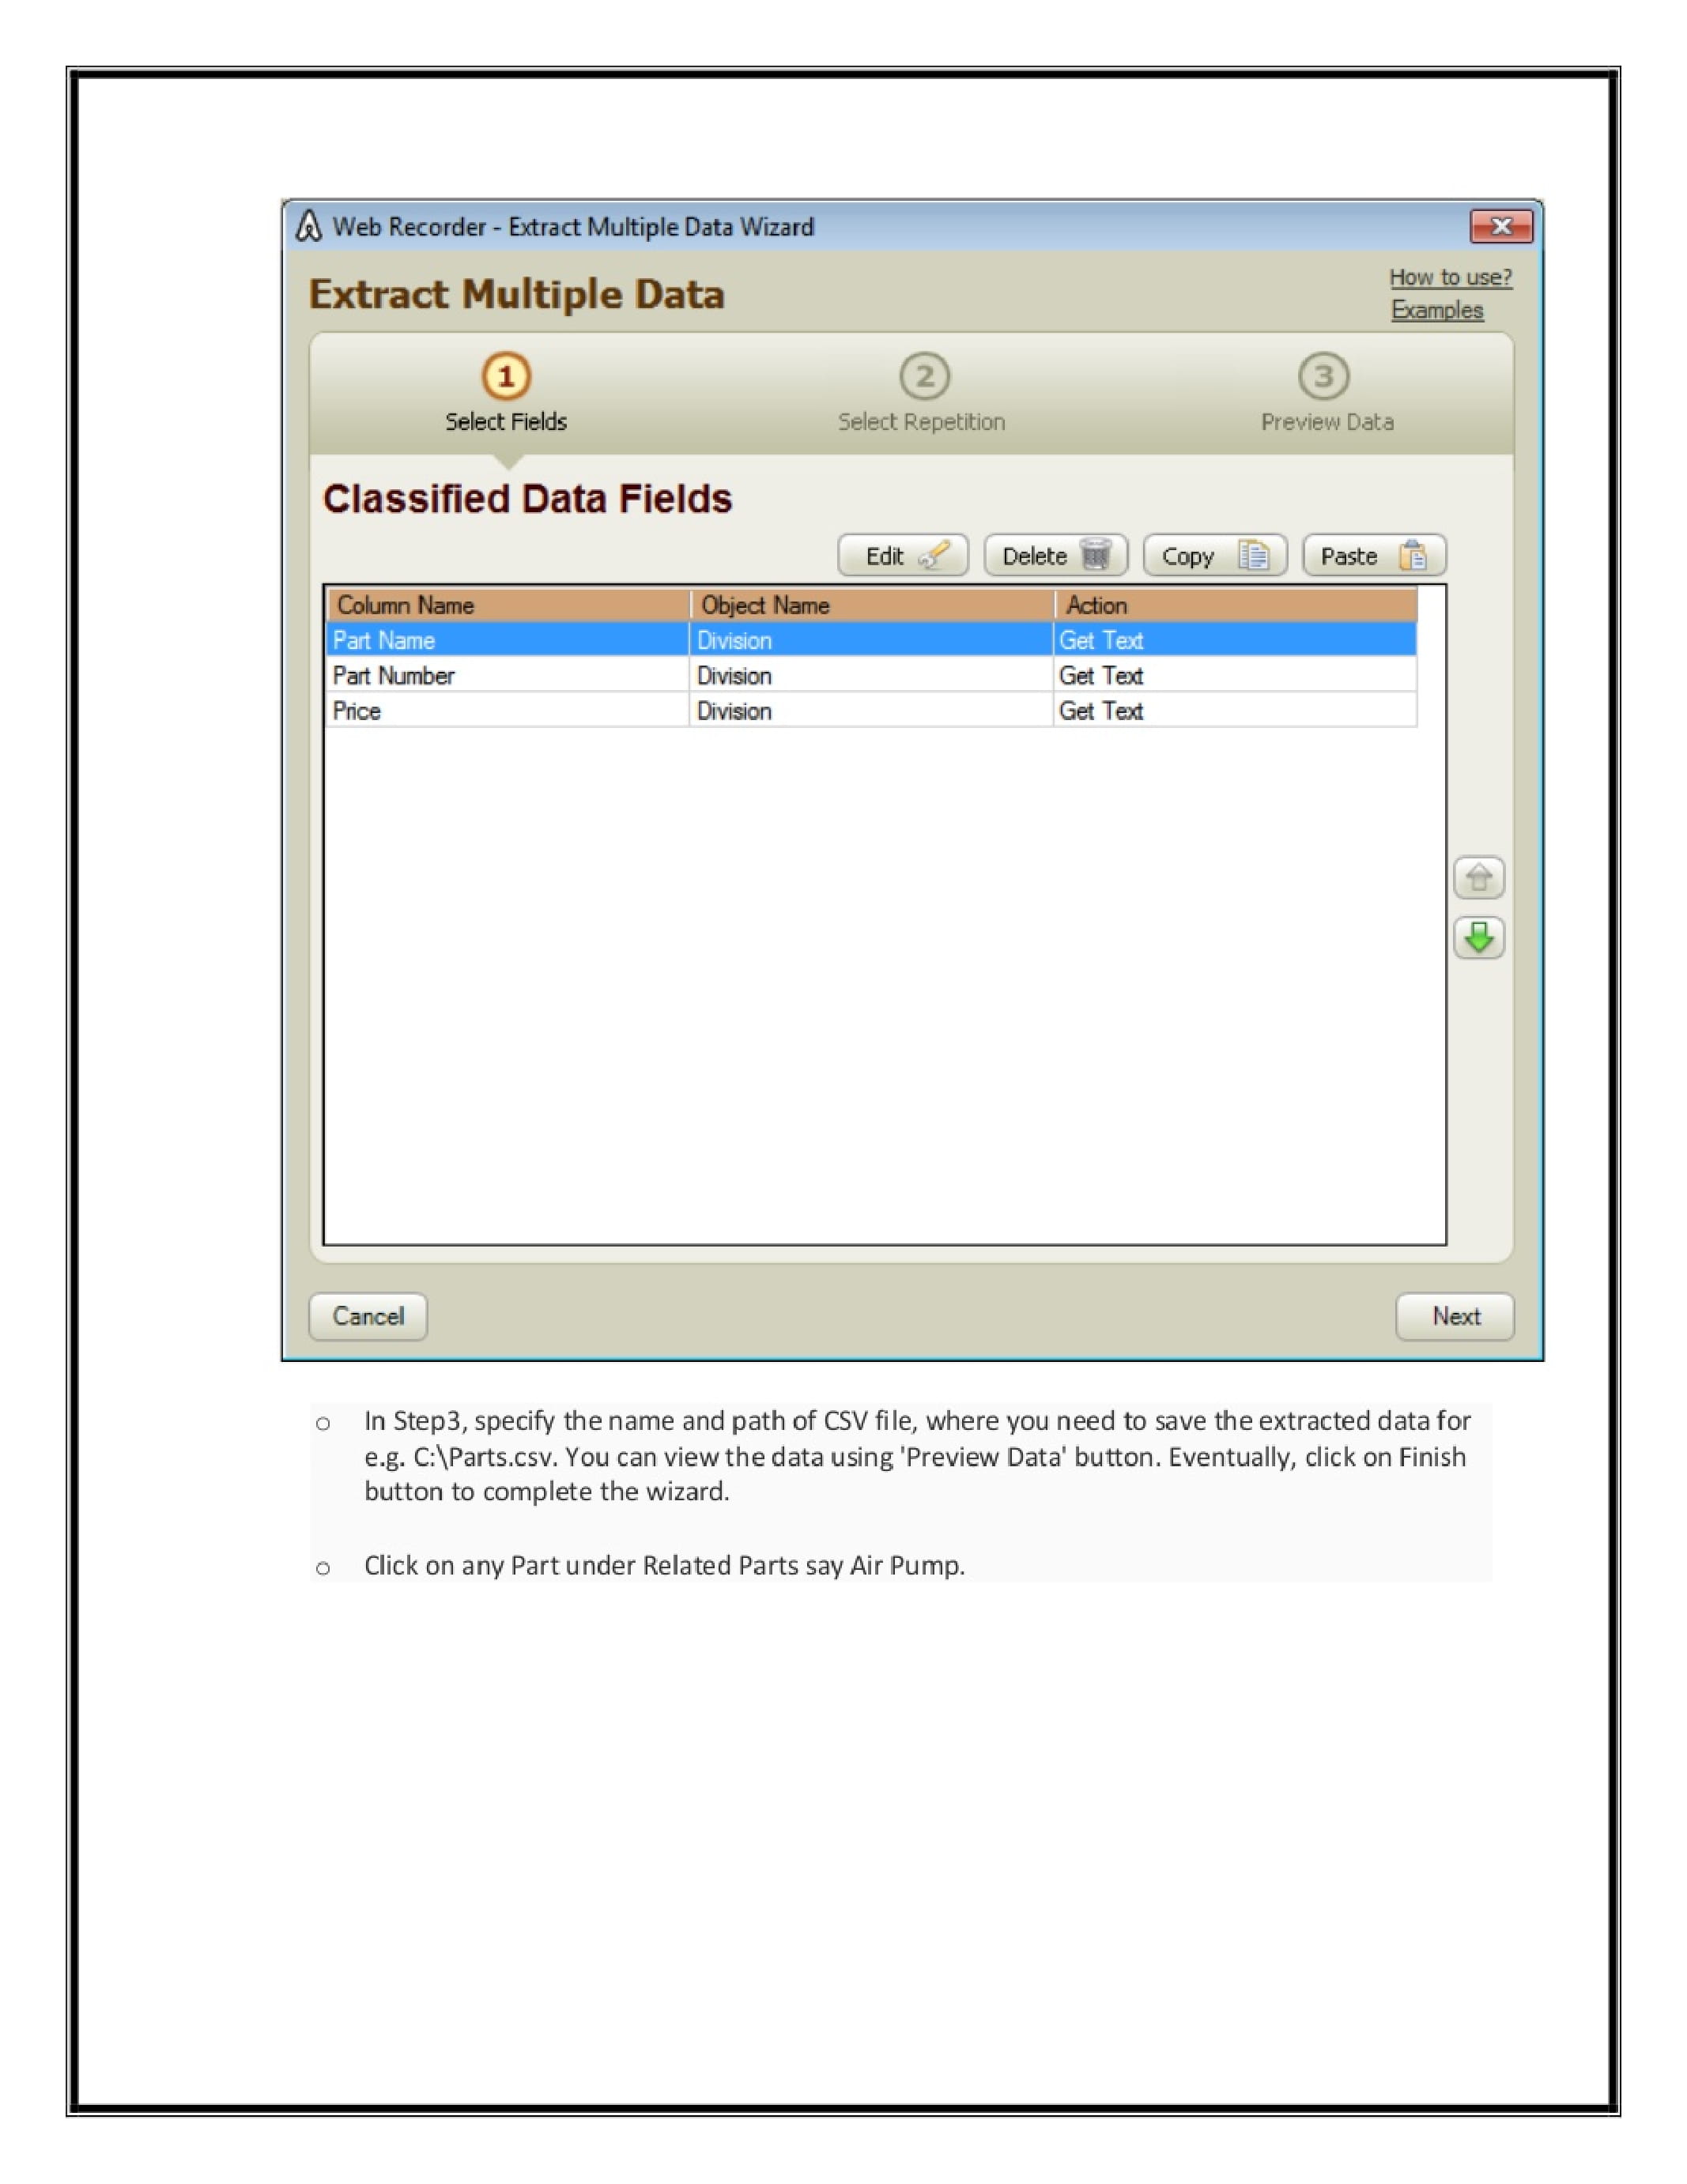 Web Recorder - Extract Multiple Data Wizard
Extract Multiple Data
How to use?
Examples
1
2
3
Select Fields
Select Repetition
Preview Data
Classified Data Fields
Edit Delete Copy Paste
Column Name Object Name Action
Part Name Division Get Text
Part Number Division Get Text
Price Division Get Text
Cancel
Next
o In Step3, specify the name and path of CSV file, where you need to save the extracted data for
e.g. C:\Parts.csv. You can view the data using 'Preview Data' button. Eventually, click on Finish
button to complete the wizard.
o Click on any Part under Related Parts say Air Pump.